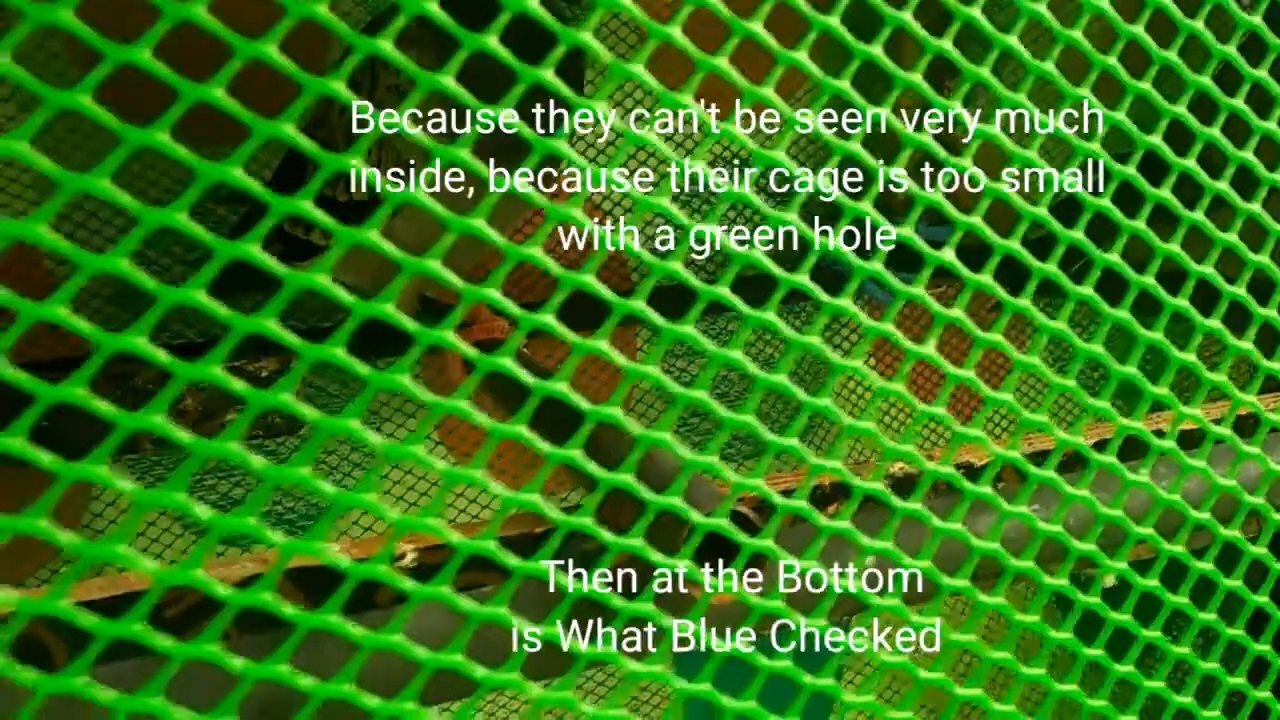 Because they can't be seen very much
inside, because their cage is too small
with a green hole
Then at the Bottom
is What Blue Checked